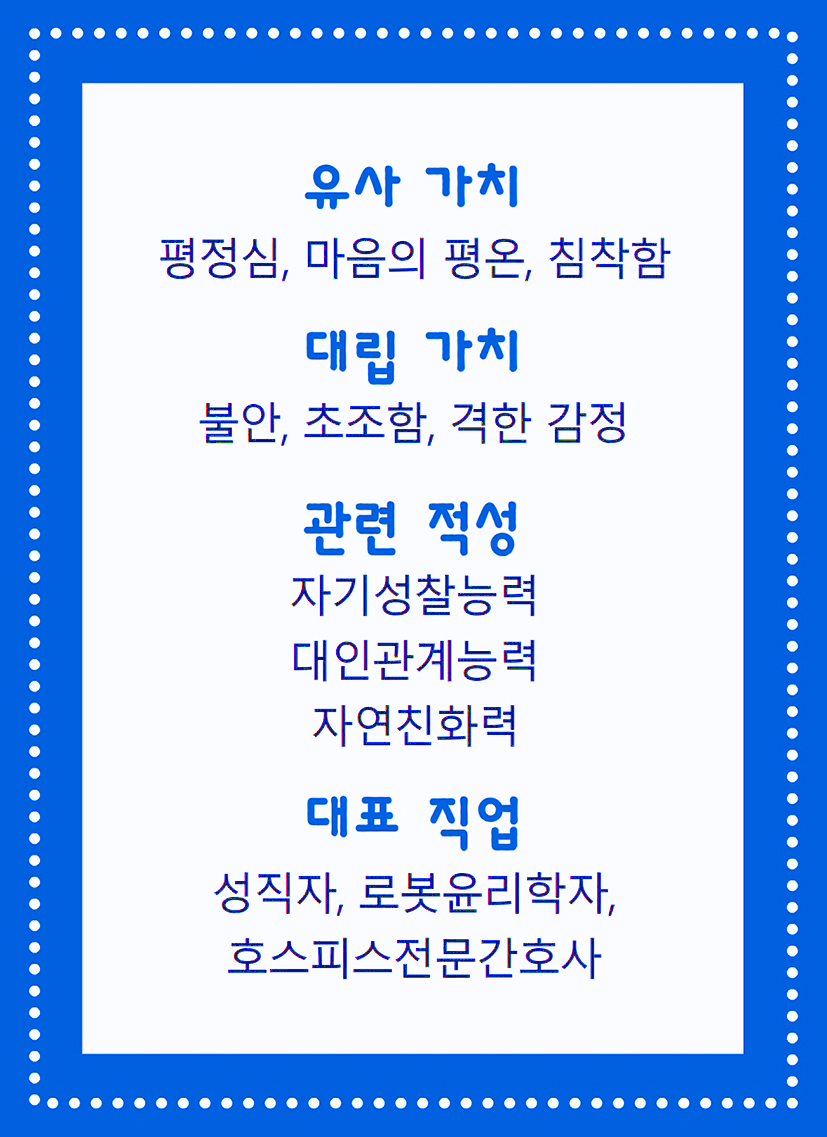 유사 가치
평정심, 마음의 평온, 침착함
대립 가치
불안, 초조함, 격한 감정
관련 적성
자기성찰능력
대인관계능력
자연친화력
대표 직업
성직자, 로봇윤리학자,
호스피스전문간호사